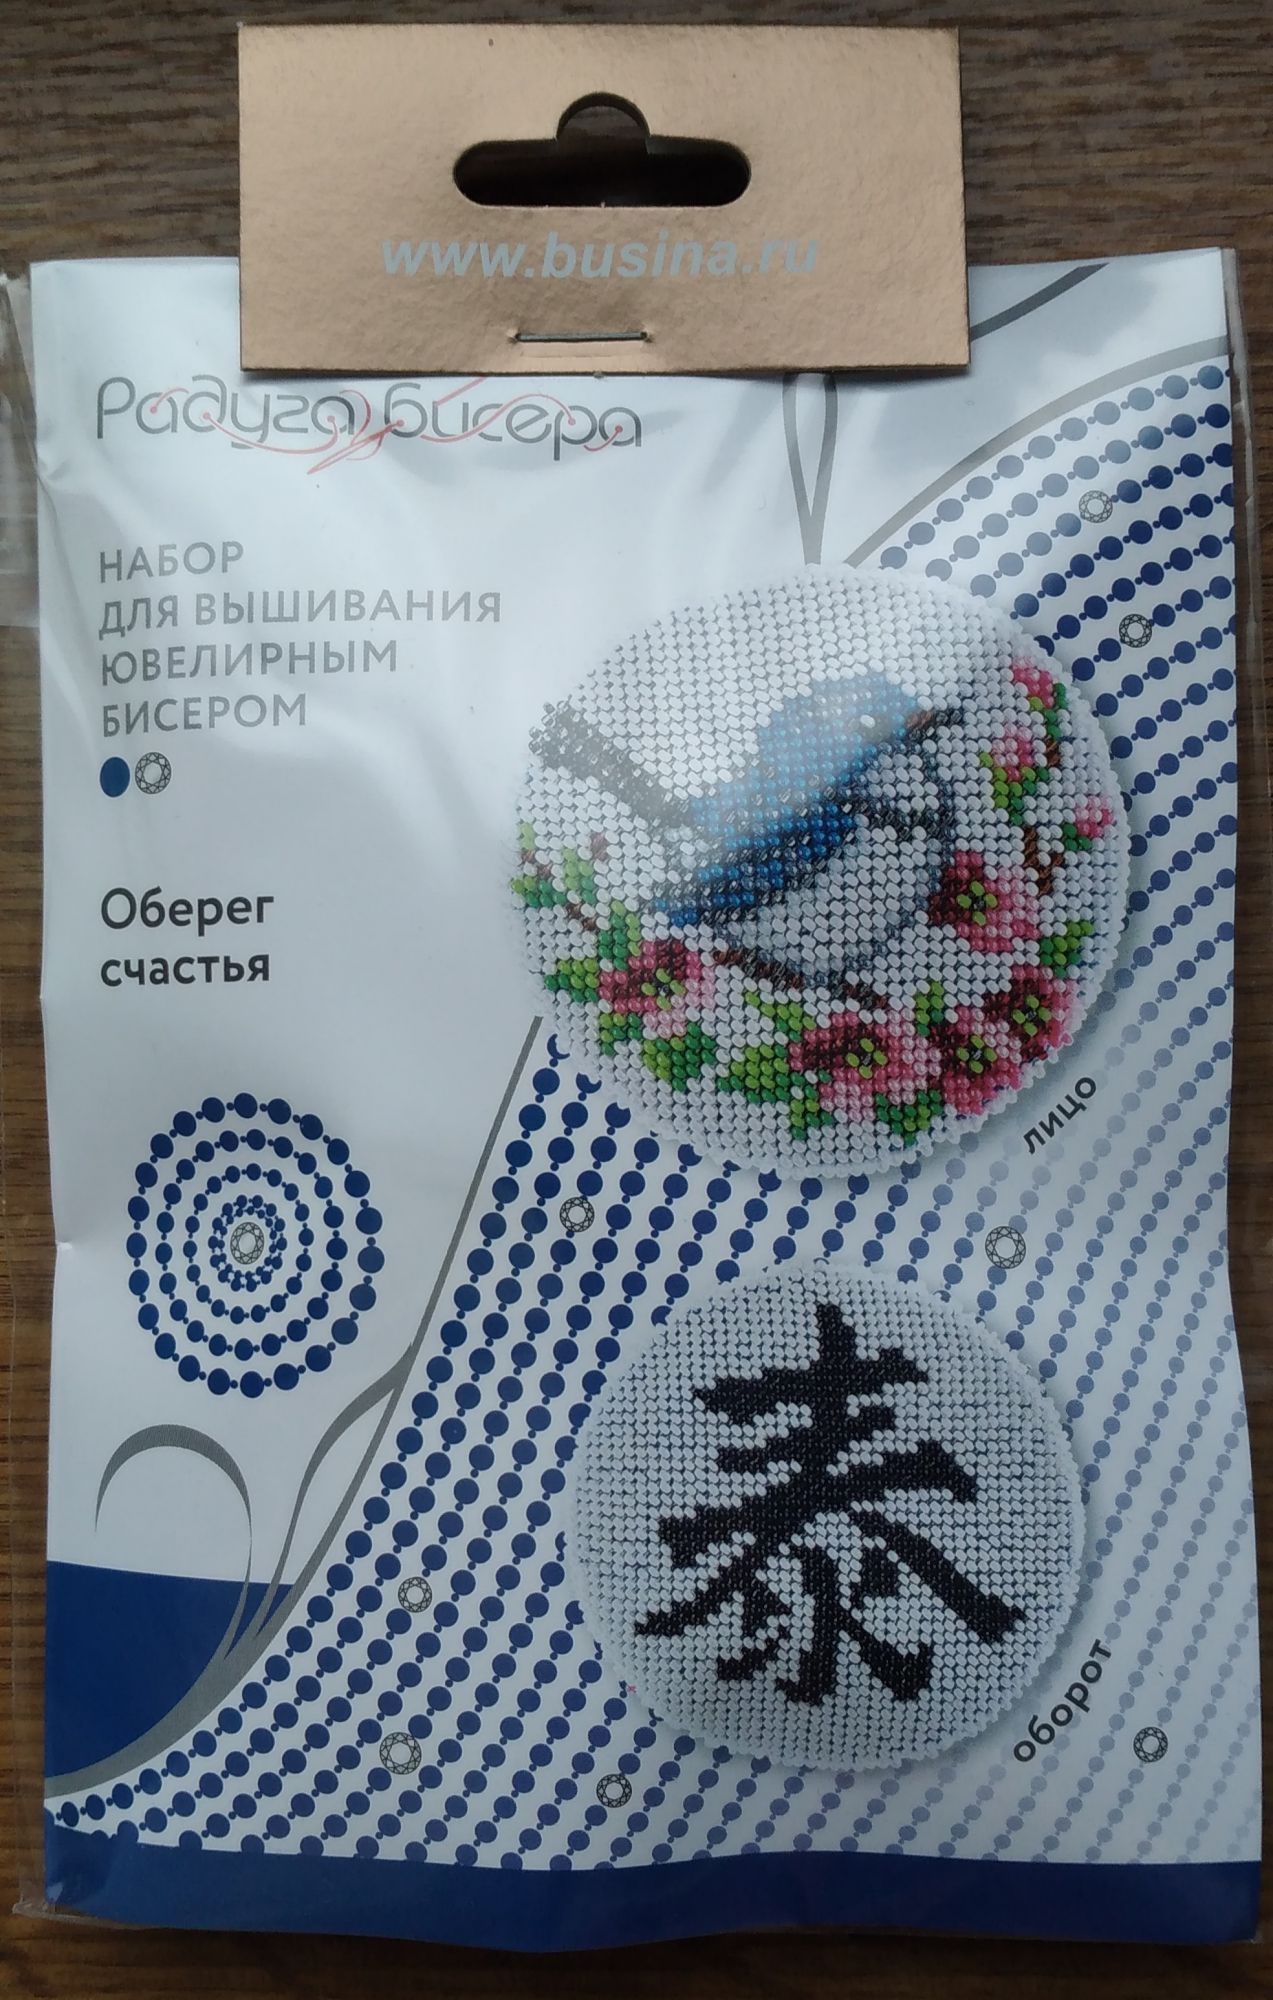 www.busina.ru
Радуга бисера
НАБОР
ДЛЯ ВЫШИВАНИЯ
ЮВЕЛИРНЫМ
БИСЕРОМ
Оберег
счастья
лицо
泰
оборот